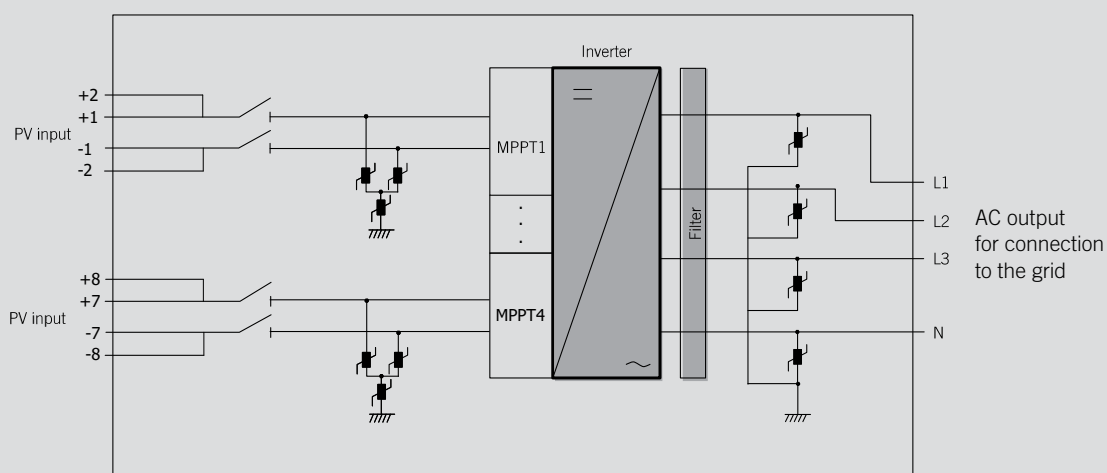 Inverter
+2
+1
PV input
-1
-2
MPPT1
.
.
.
+8
+7
PV input
-7
-8
MPPT4
Filter
L1
L2
L3
N
AC output
for connection
to the grid